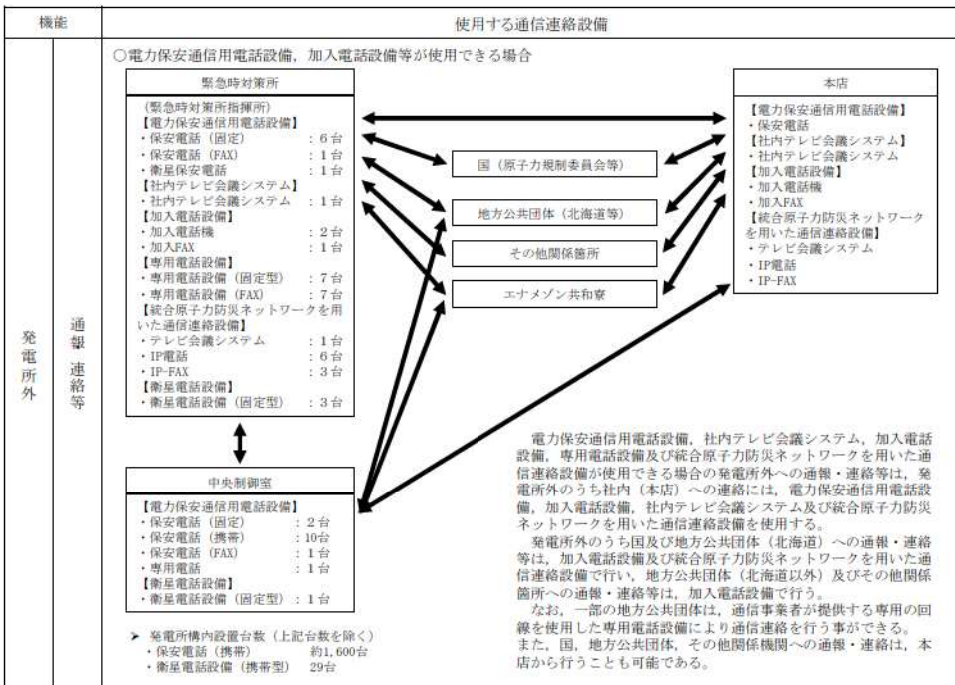 機能
使用する通信連絡設備
発電所外
通報・連絡等
○電力保安通信用電話設備，加入電話設備等が使用できる場合
緊急時対策所
(緊急時対策所指揮所)
【電力保安通信用電話設備】
・保安電話（固定） : 6台
・保安電話（FAX） : 1台
・衛星保安電話 : 1台
【社内テレビ会議システム】
・社内テレビ会議システム : 1台
【加入電話設備】
・加入電話機 : 2台
・加入FAX : 1台
【専用電話設備】
・専用電話設備（固定型） : 7台
・専用電話設備（FAX） : 7台
【統合原子力防災ネットワークを用
いた通信連絡設備】
・テレビ会議システム : 1台
・IP電話 : 6台
・IP-FAX : 3台
【衛星電話設備】
・衛星電話設備（固定型） : 3台
国（原子力規制委員会等）
地方公共団体（北海道等）
その他関係箇所
エナメゾン共和寮
本店
【電力保安通信用電話設備】
・保安電話
【社内テレビ会議システム】
・社内テレビ会議システム
【加入電話設備】
・加入電話機
・加入FAX
【統合原子力防災ネットワーク
を用いた通信連絡設備】
・テレビ会議システム
・IP電話
・IP-FAX
中央制御室
【電力保安通信用電話設備】
・保安電話（固定） : 2台
・保安電話（携帯） : 10台
・保安電話（FAX） : 1台
・専用電話 : 1台
【衛星電話設備】
・衛星電話設備（固定型） : 1台
➤ 発電所構内設置台数（上記台数を除く）
・保安電話（携帯） 約1,600台
・衛星電話設備（携帯型） 29台
電力保安通信用電話設備，社内テレビ会議システム，加入電話
設備，専用電話設備及び統合原子力防災ネットワークを用いた通
信連絡設備が使用できる場合の発電所外への通報・連絡等は，発
電所外のうち社内（本店）への連絡には，電力保安通信用電話設
備，加入電話設備，社内テレビ会議システム及び統合原子力防災
ネットワークを用いた通信連絡設備を使用する。
発電所外のうち国及び地方公共団体（北海道）への通報・連絡
等は，加入電話設備及び統合原子力防災ネットワークを用いた通
信連絡設備で行い，地方公共団体（北海道以外）及びその他関係
箇所への通報・連絡等は，加入電話設備で行う。
なお，一部の地方公共団体は，通信事業者が提供する専用の回
線を使用した専用電話設備により通信連絡を行う事ができる。
また，国，地方公共団体，その他関係機関への通報・連絡は，本
店から行うことも可能である。